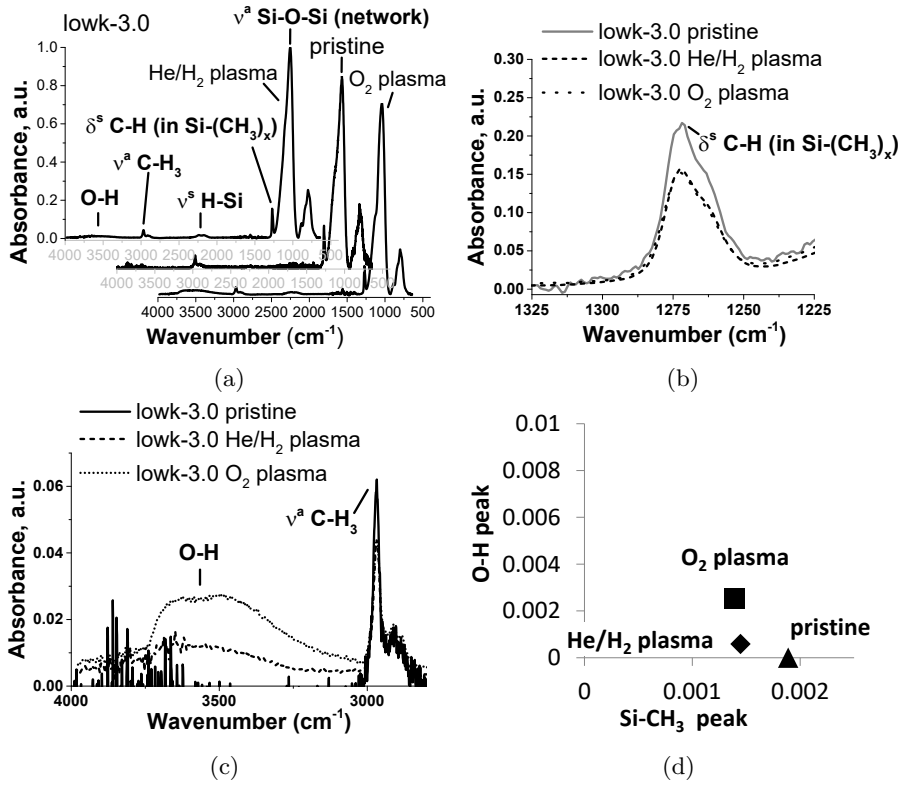 lowk-3.0
νᵃ Si-O-Si (network)
pristine
He/H₂ plasma
O₂ plasma
δˢ C-H (in Si-(CH₃)ₓ)
νᵃ C-H₃
O-H
νˢ H-Si
Absorbance, a.u.
1.0
0.8
0.6
0.4
0.2
0.0
4000 3500 3000 2500 2000 1500 1000 500
4000 3500 3000 2500 2000 1500 1000 500
4000 3500 3000 2500 2000 1500 1000 500
Wavenumber (cm⁻¹)
(a)
lowk-3.0 pristine
lowk-3.0 He/H₂ plasma
lowk-3.0 O₂ plasma
δˢ C-H (in Si-(CH₃)ₓ)
Absorbance, a.u.
0.30
0.25
0.20
0.15
0.10
0.05
0.00
1325 1300 1275 1250 1225
Wavenumber (cm⁻¹)
(b)
lowk-3.0 pristine
lowk-3.0 He/H₂ plasma
lowk-3.0 O₂ plasma
νᵃ C-H₃
O-H
Absorbance, a.u.
0.06
0.04
0.02
0.00
4000 3500 3000
Wavenumber (cm⁻¹)
(c)
O-H peak
0.01
0.008
0.006
0.004
0.002
0
O₂ plasma
He/H₂ plasma
pristine
0 0.001 0.002
Si-CH₃ peak
(d)